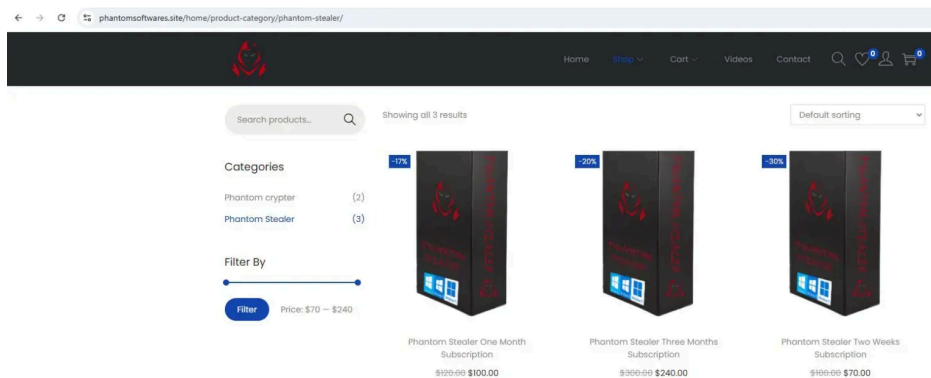 phantomsoftwares.site/home/product-category/phantom-stealer/
Home Shop Cart Videos Contact 0 0
Search products...
Showing all 3 results
Default sorting
Categories
Phantom crypter (2)
Phantom Stealer (3)
Filter By
Filter Price: $70 — $240
-17%
-20%
-30%
Phantom Stealer One Month
Subscription
$120.00 $100.00
Phantom Stealer Three Months
Subscription
$300.00 $240.00
Phantom Stealer Two Weeks
Subscription
$100.00 $70.00